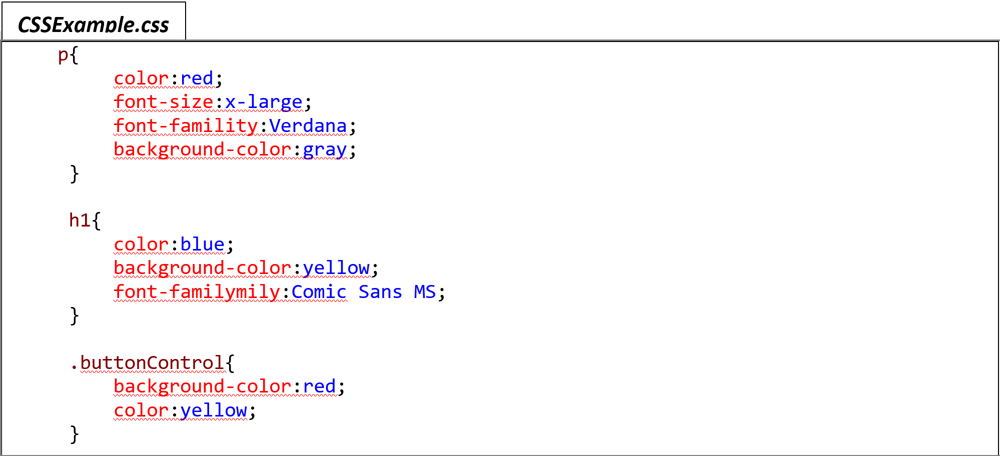 CSSExample.css
p{
color:red;
font-size:x-large;
font-famility:Verdana;
background-color:gray;
}
h1{
color:blue;
background-color:yellow;
font-familymily:Comic Sans MS;
}
.buttonControl{
background-color:red;
color:yellow;
}